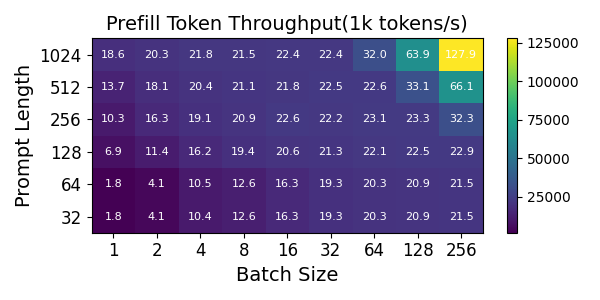 Prefill Token Throughput(1k tokens/s)
Prompt Length
1024 18.6 20.3 21.8 21.5 22.4 22.4 32.0 63.9 127.9
512 13.7 18.1 20.4 21.1 21.8 22.5 22.6 33.1 66.1
256 10.3 16.3 19.1 20.9 22.6 22.2 23.1 23.3 32.3
128 6.9 11.4 16.2 19.4 20.6 21.3 22.1 22.5 22.9
64 1.8 4.1 10.5 12.6 16.3 19.3 20.3 20.9 21.5
32 1.8 4.1 10.4 12.6 16.3 19.3 20.3 20.9 21.5
1 2 4 8 16 32 64 128 256
Batch Size
125000
100000
75000
50000
25000